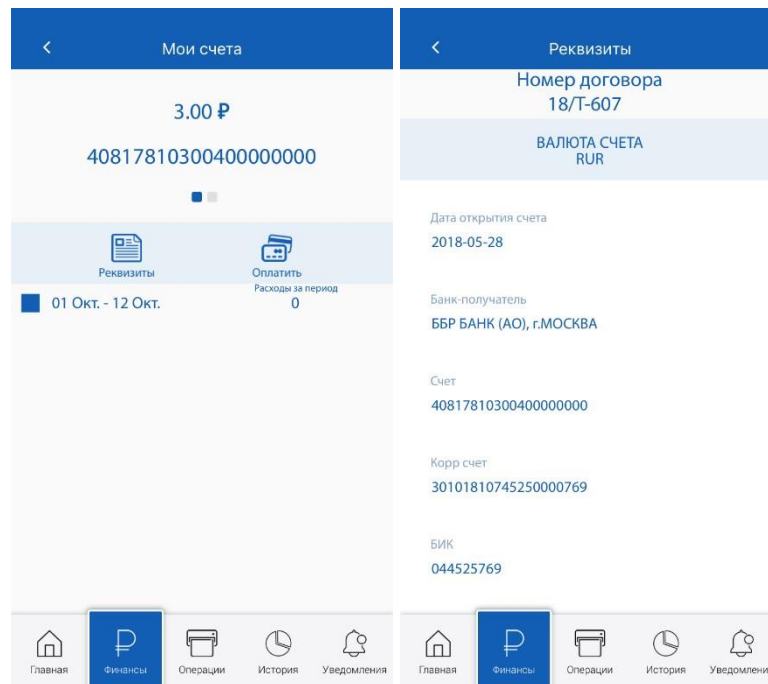 Мои счета
3.00 ₽
40817810300400000000
Реквизиты
Оплатить
01 Окт. - 12 Окт.
Расходы за период
0
Главная
Финансы
Операции
История
Уведомления
Реквизиты
Номер договора
18/Т-607
ВАЛЮТА СЧЕТА
RUR
Дата открытия счета
2018-05-28
Банк-получатель
ББР БАНК (АО), г.МОСКВА
Счет
40817810300400000000
Корр счет
30101810745250000769
БИК
044525769
Главная
Финансы
Операции
История
Уведомлени